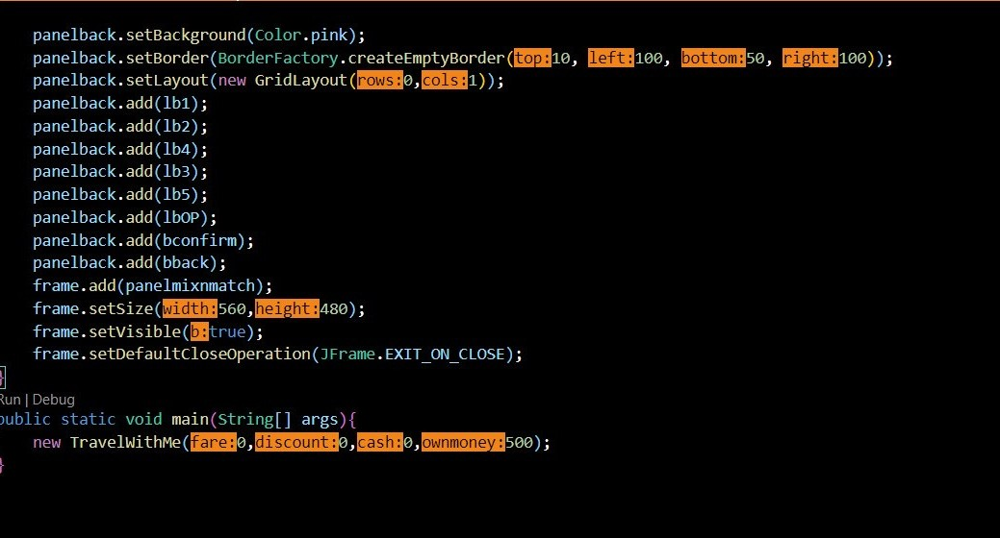 panelback.setBackground(Color.pink);
panelback.setBorder(BorderFactory.createEmptyBorder(top:10, left:100, bottom:50, right:100));
panelback.setLayout(new GridLayout(rows:0,cols:1));
panelback.add(lb1);
panelback.add(lb2);
panelback.add(lb4);
panelback.add(lb3);
panelback.add(lb5);
panelback.add(lbOP);
panelback.add(bconfirm);
panelback.add(bback);
frame.add(panelmixnmatch);
frame.setSize(width:560,height:480);
frame.setVisible(b:true);
frame.setDefaultCloseOperation(JFrame.EXIT_ON_CLOSE);
}
Run | Debug
public static void main(String[] args){
new TravelWithMe(fare:0,discount:0,cash:0,ownmoney:500);
}